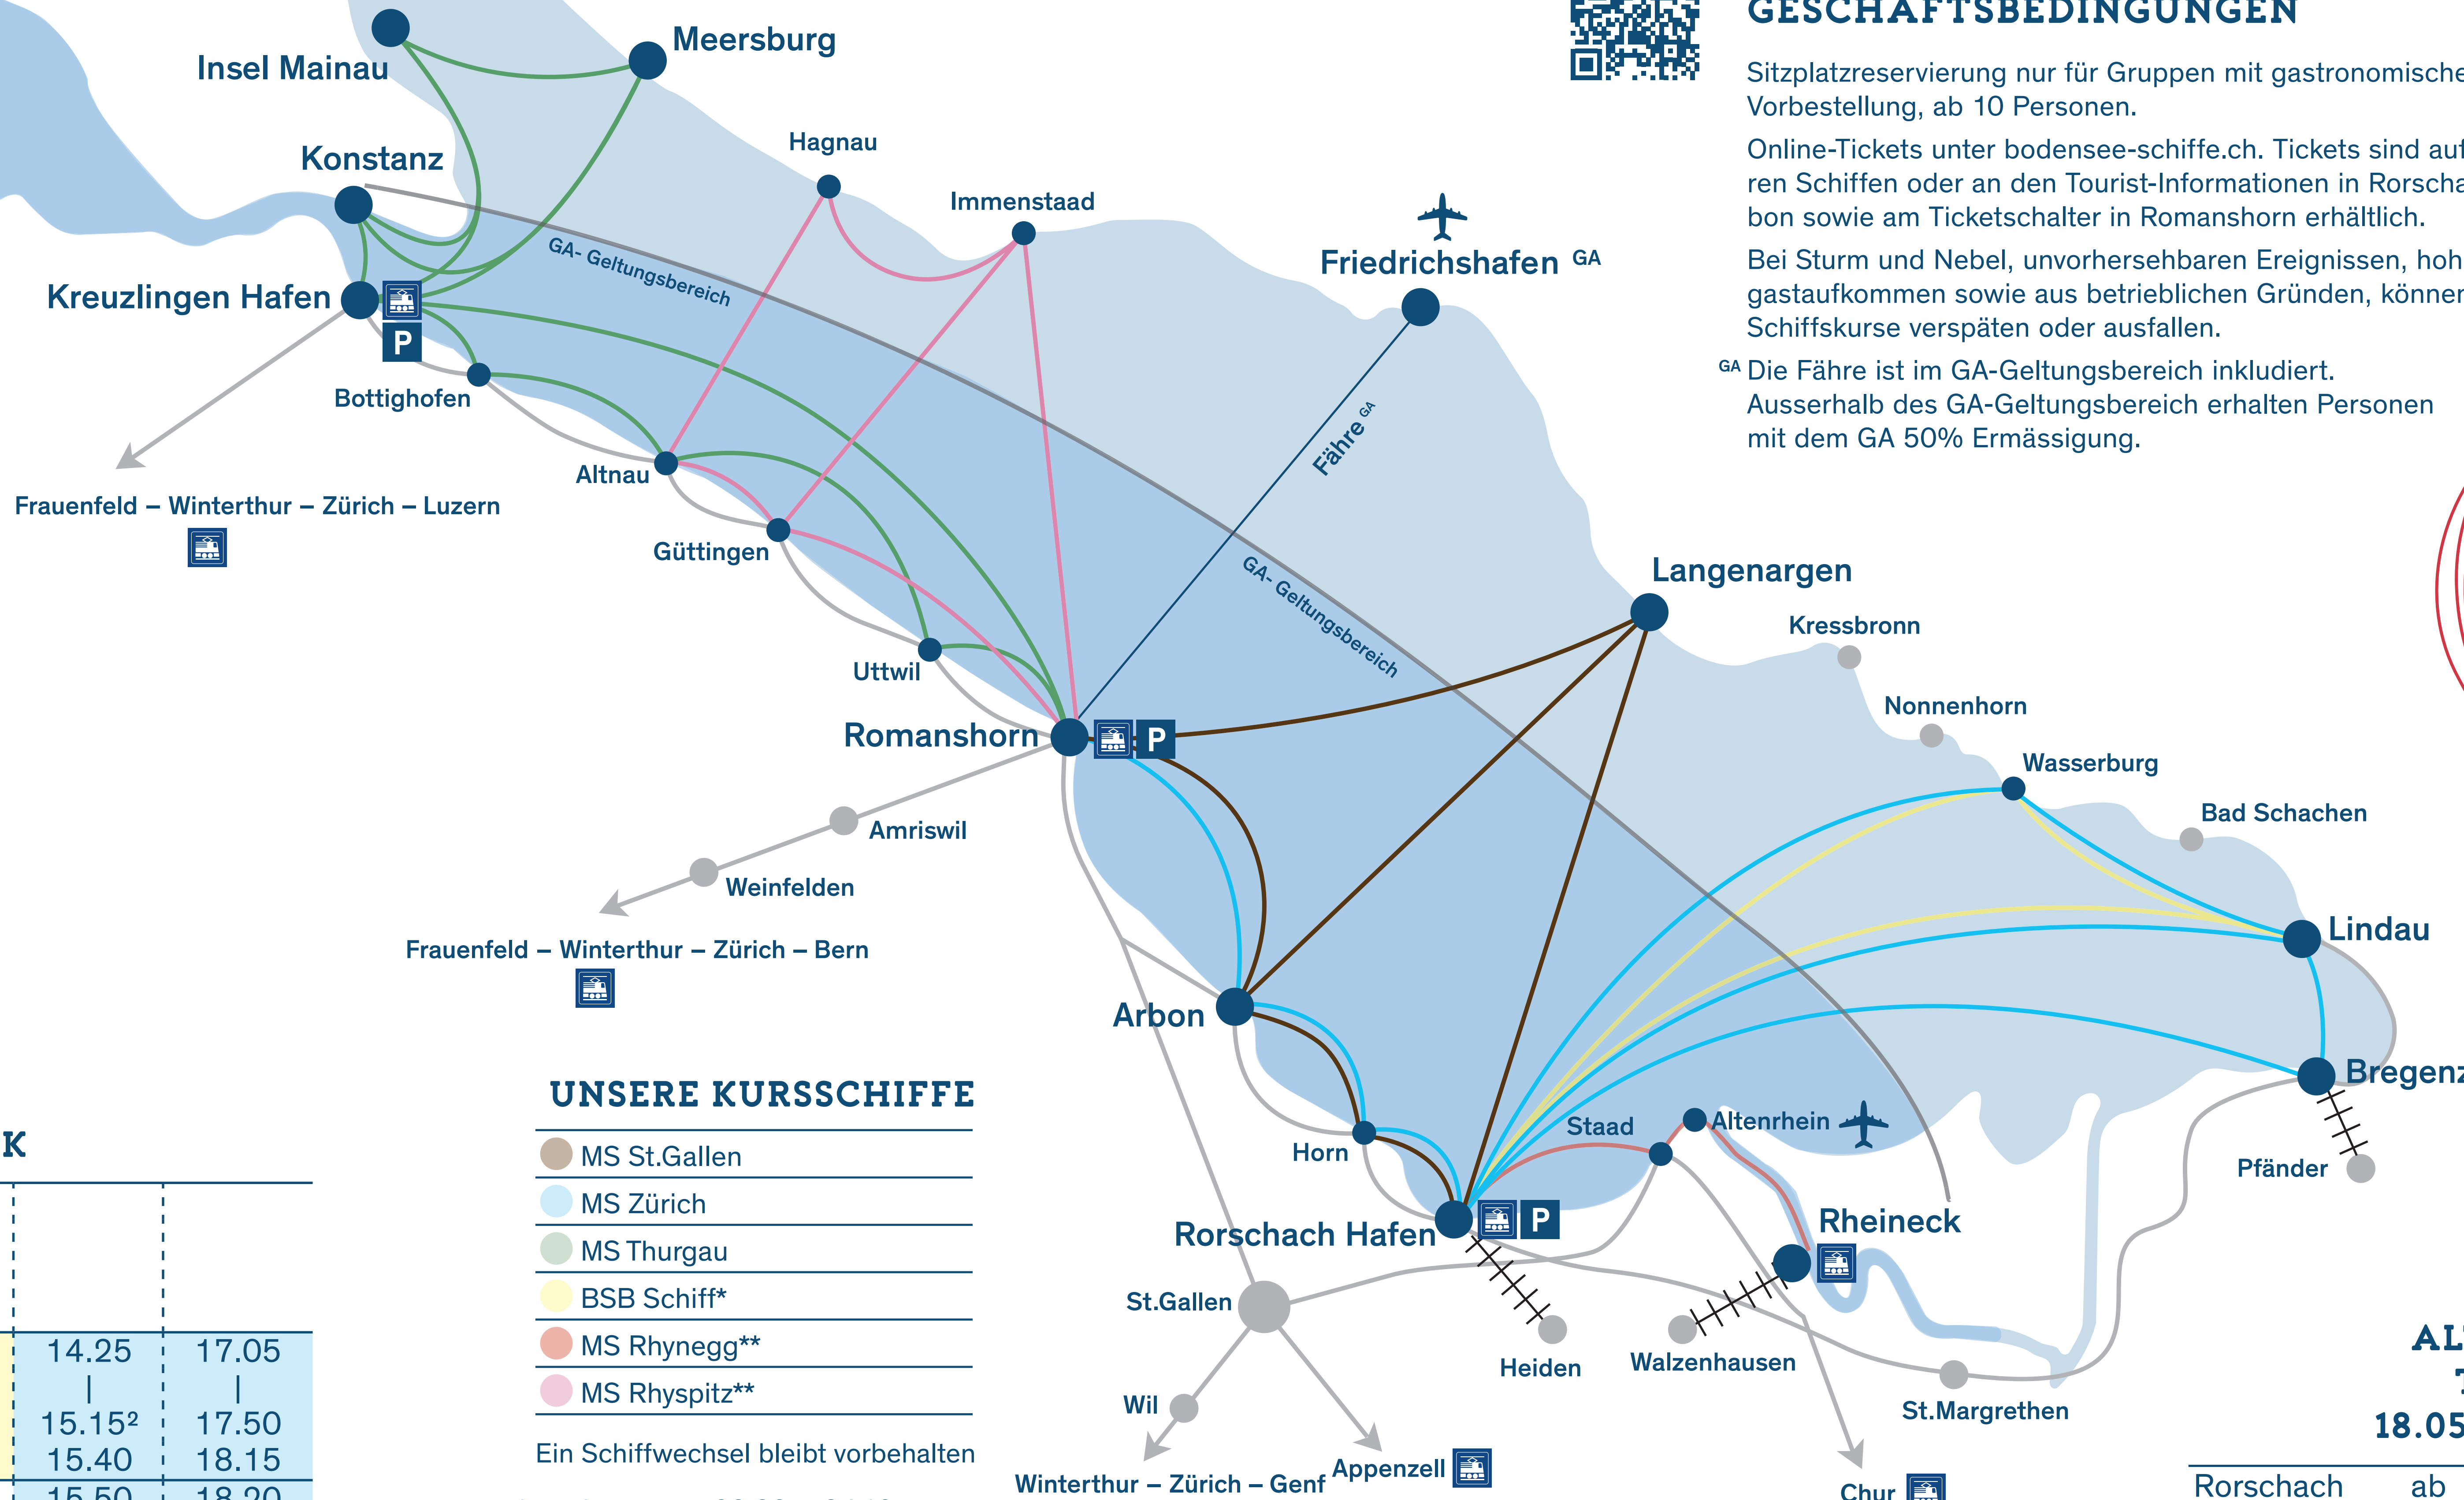 GESCHÄFTSBEDINGUNGEN
Sitzplatzreservierung nur für Gruppen mit
Vorbestellung, ab 10 Personen.
Online-Tickets unter bodensee-schiffe.ch. Tickets sind
ren Schiffen oder an den Tourist-Informationen in
bon sowie am Ticketschalter in Romanshorn erhältlich.
Bei Sturm und Nebel, unvorhersehbaren Ereignissen,
gastaufkommen sowie aus betrieblichen Gründen,
Schiffskurse verspäten oder ausfallen.
GA Die Fähre ist im GA-Geltungsbereich inkludiert.
Ausserhalb des GA-Geltungsbereich erhalten Personen
mit dem GA 50% Ermässigung.
Insel Mainau
Meersburg
Konstanz
Hagnau
Immenstaad
Friedrichshafen GA
Kreuzlingen Hafen
P
GA- Geltungsbereich
Bottighofen
Fähre GA
Altnau
Frauenfeld – Winterthur – Zürich – Luzern
Güttingen
GA- Geltungsbereich
Langenargen
Kressbronn
Uttwil
Nonnenhorn
Romanshorn
P
Wasserburg
Amriswil
Bad Schachen
Weinfelden
Lindau
Frauenfeld – Winterthur – Zürich – Bern
Arbon
Bregenz
Staad
Altenrhein
Horn
Pfänder
Rorschach Hafen
P
Rheineck
St.Gallen
Heiden
Walzenhausen
Wil
St.Margrethen
Appenzell
Winterthur – Zürich – Genf
Chur
UNSERE KURSSCHIFFE
MS St.Gallen
MS Zürich
MS Thurgau
BSB Schiff*
MS Rhynegg**
MS Rhyspitz**
Ein Schiffwechsel bleibt vorbehalten
K
14.25 17.05
| |
15.15² 17.50
15.40 18.15
15.50 18.20
18.05
Rorschach ab